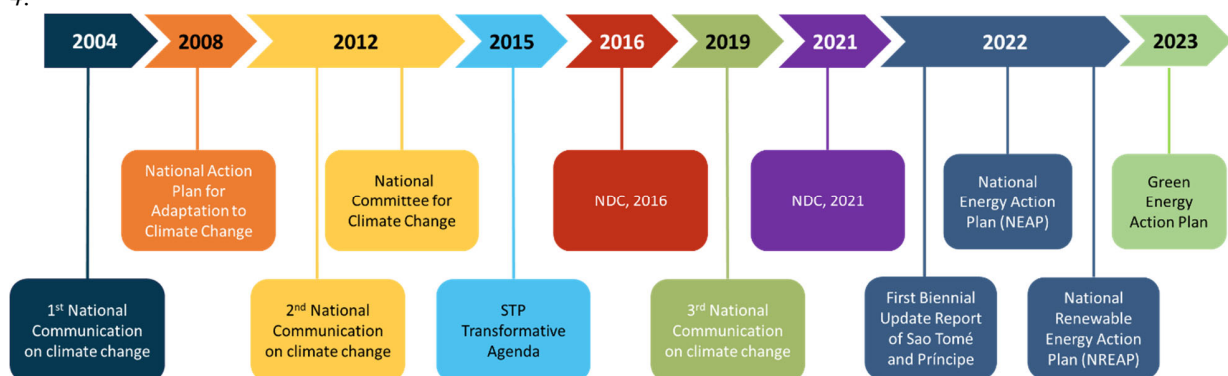 4.
2004
2008
2012
2015
2016
2019
2021
2022
2023
National Action
Plan for
Adaptation to
Climate Change
National
Committee for
Climate Change
NDC, 2016
NDC, 2021
National
Energy Action
Plan (NEAP)
Green
Energy
Action Plan
1st National
Communication
on climate change
2nd National
Communication
on climate change
STP
Transformative
Agenda
3rd National
Communication
on climate change
First Biennial
Update Report
of Sao Tomé
and Príncipe
National
Renewable
Energy Action
Plan (NREAP)